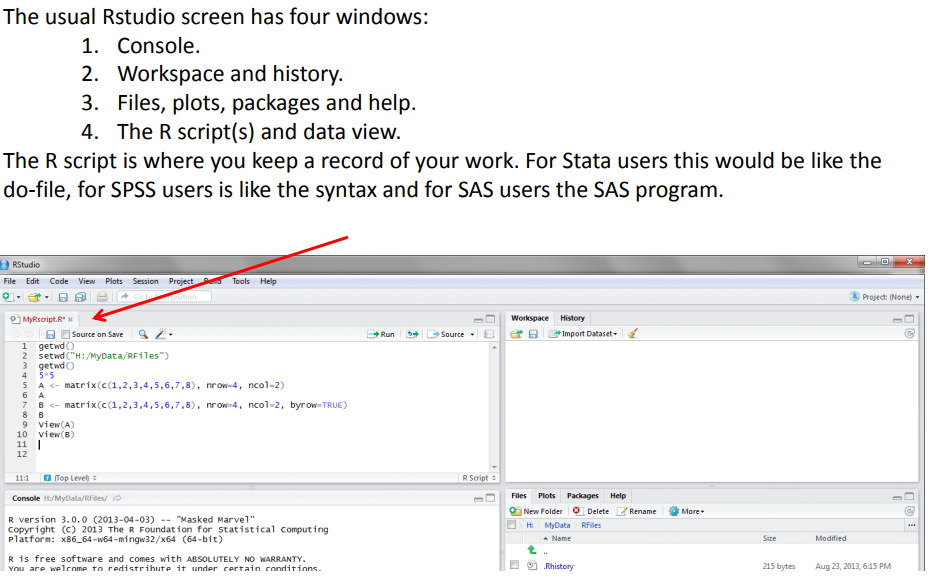 The usual Rstudio screen has four windows:
1. Console.
2. Workspace and history.
3. Files, plots, packages and help.
4. The R script(s) and data view.
The R script is where you keep a record of your work. For Stata users this would be like the
do-file, for SPSS users is like the syntax and for SAS users the SAS program.
RStudio
File Edit Code View Plots Session Project Build Tools Help
Project: (None)
MyRscript.R*
Source on Save Run Source
1 getwd()
2 setwd("H:/MyData/RFiles")
3 getwd()
4 5*5
5 A <- matrix(c(1,2,3,4,5,6,7,8), nrow=4, ncol=2)
6 A
7 B <- matrix(c(1,2,3,4,5,6,7,8), nrow=4, ncol=2, byrow=TRUE)
8 B
9 View(A)
10 View(B)
11
12
11:1 (Top Level) R Script
Console H:/MyData/RFiles/
R version 3.0.0 (2013-04-03) -- "Masked Marvel"
Copyright (C) 2013 The R Foundation for Statistical Computing
Platform: x86_64-w64-mingw32/x64 (64-bit)
R is free software and comes with ABSOLUTELY NO WARRANTY.
You are welcome to redistribute it under certain conditions.
Workspace History
Import Dataset
Files Plots Packages Help
New Folder Delete Rename More
H: MyData RFiles
Name Size Modified
..
.Rhistory 215 bytes Aug 23, 2013, 6:15 PM